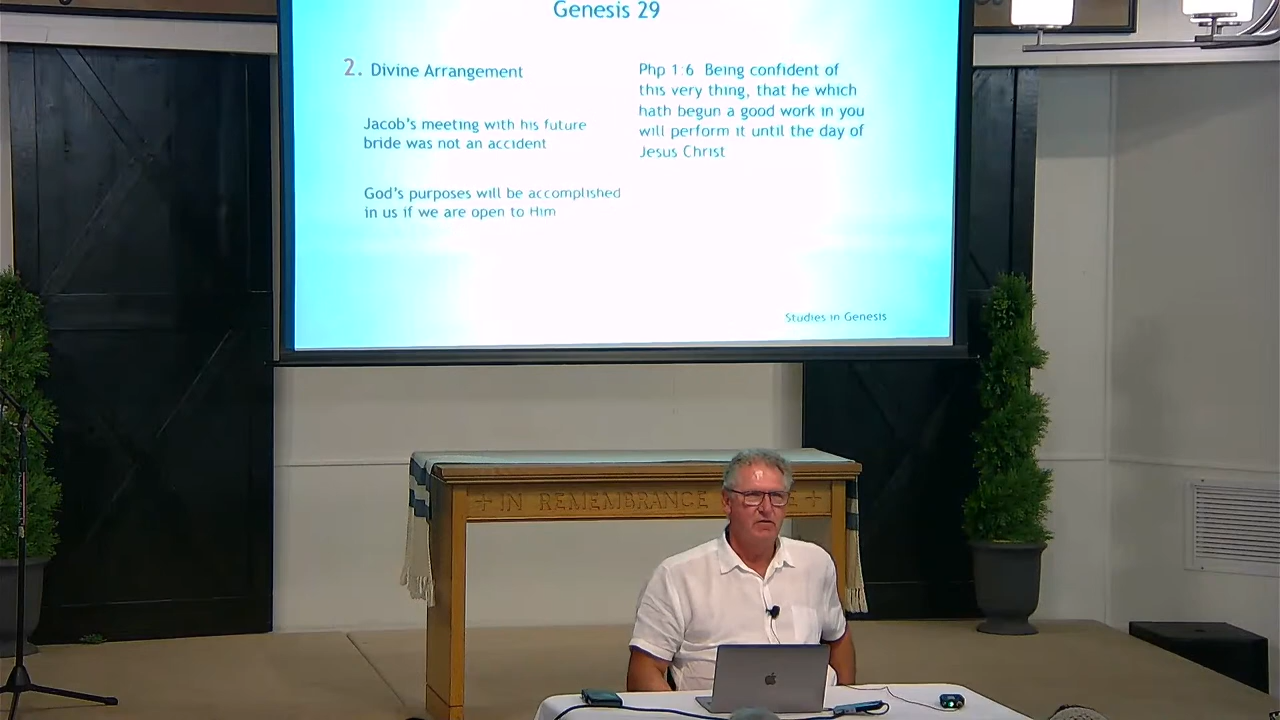 Genesis 29
2. Divine Arrangement
Jacob's meeting with his future
bride was not an accident
God's purposes will be accomplished
in us if we are open to Him
Php 1:6 Being confident of
this very thing, that he which
hath begun a good work in you
will perform it until the day of
Jesus Christ
Studies in Genesis
IN REMEMBRANCE